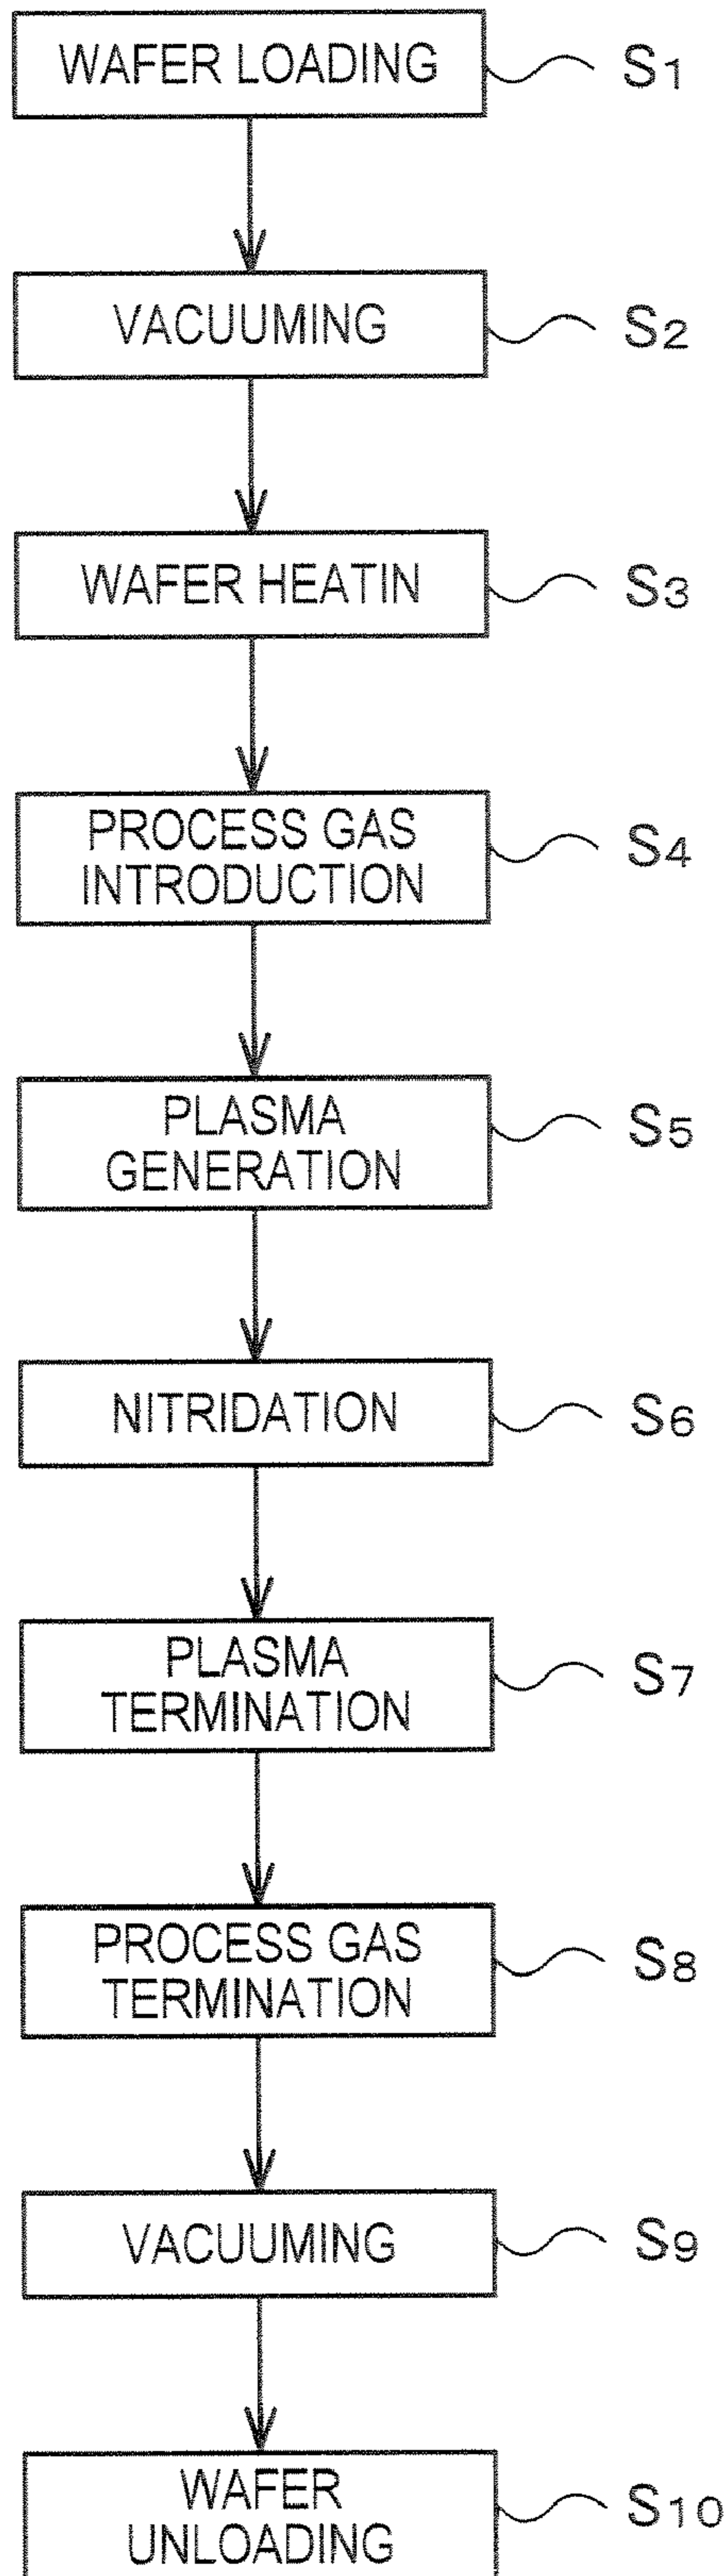 WAFER LOADING S1
VACUUMING S2
WAFER HEATIN S3
PROCESS GAS
INTRODUCTION S4
PLASMA
GENERATION S5
NITRIDATION S6
PLASMA
TERMINATION S7
PROCESS GAS
TERMINATION S8
VACUUMING S9
WAFER
UNLOADING S10